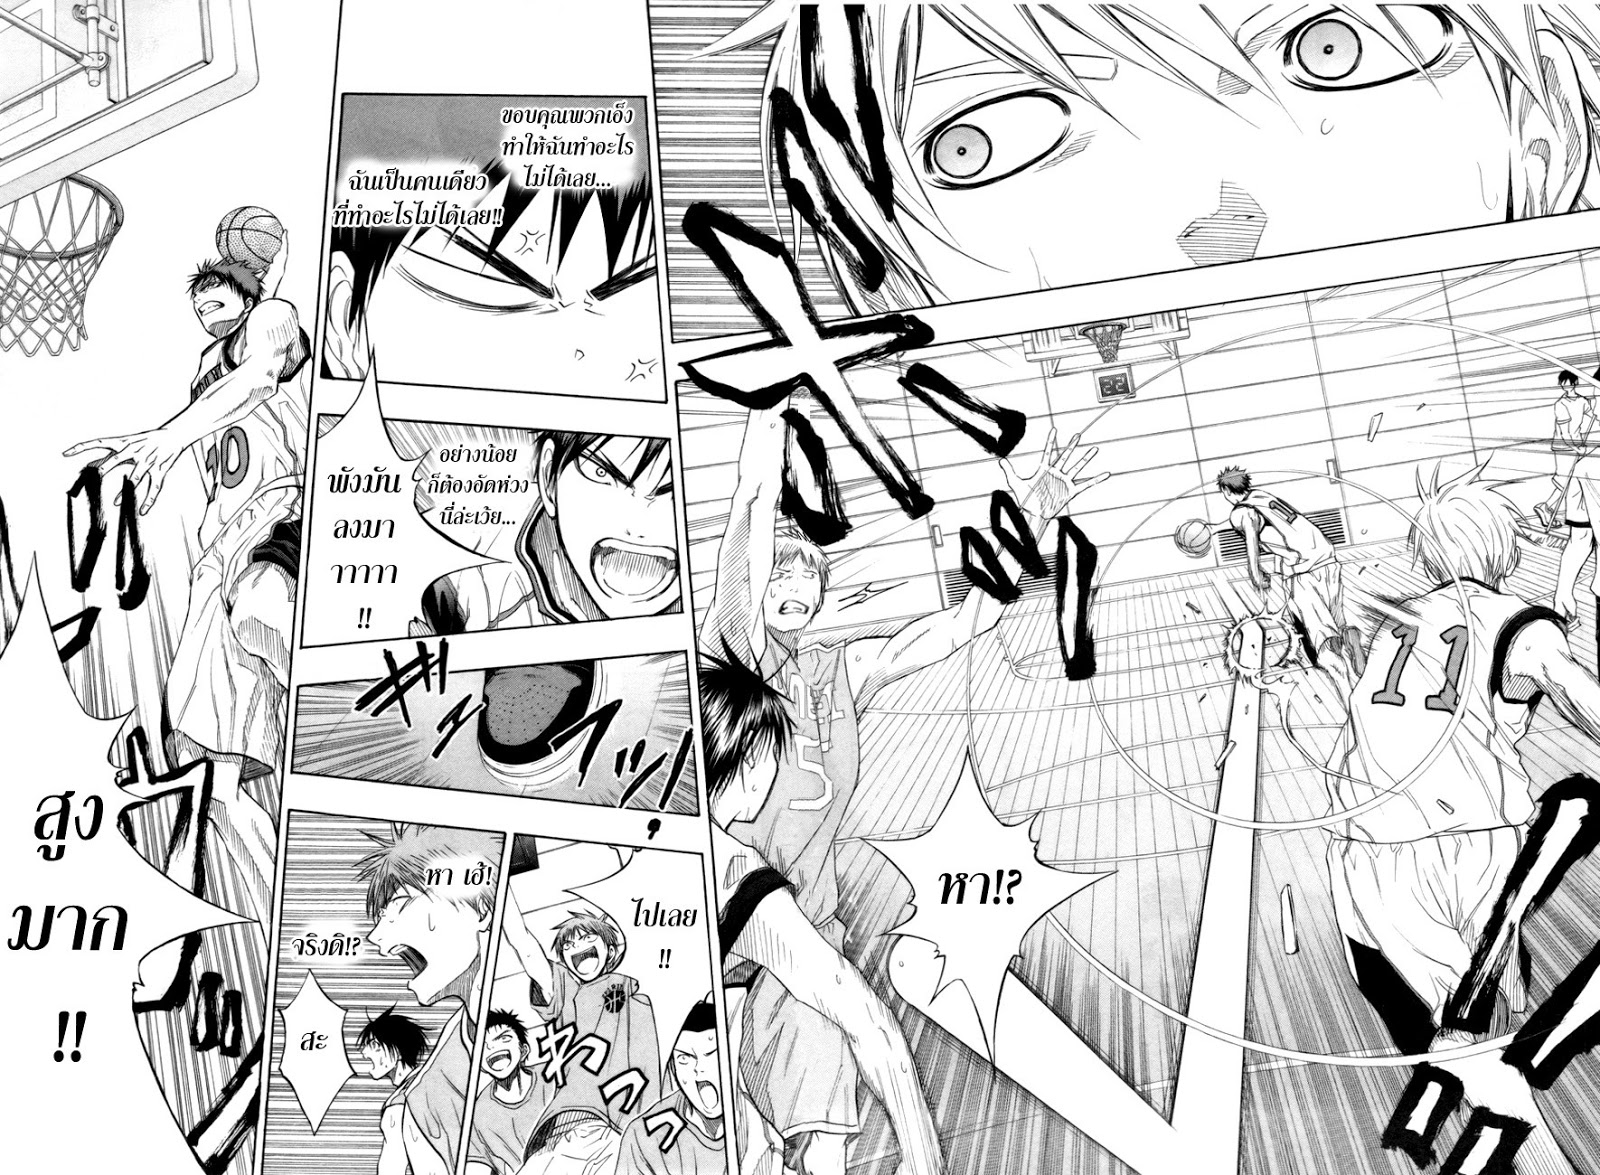 หา!?
22
11
ขอบคุณพวกเอ็ง
ทำให้ฉันทำอะไร
ไม่ได้เลย...
ฉันเป็นคนเดียว
ที่ทำอะไรไม่ได้เลย!!
อย่างน้อย
ก็ต้องอัดห่วง
นี่ล่ะเว้ย...
พังมัน
ลงมา
าาาาา
!!
ไปเลย
!!
หา เฮ้!
จริงดิ!?
สะ
10
สูง
มาก
!!